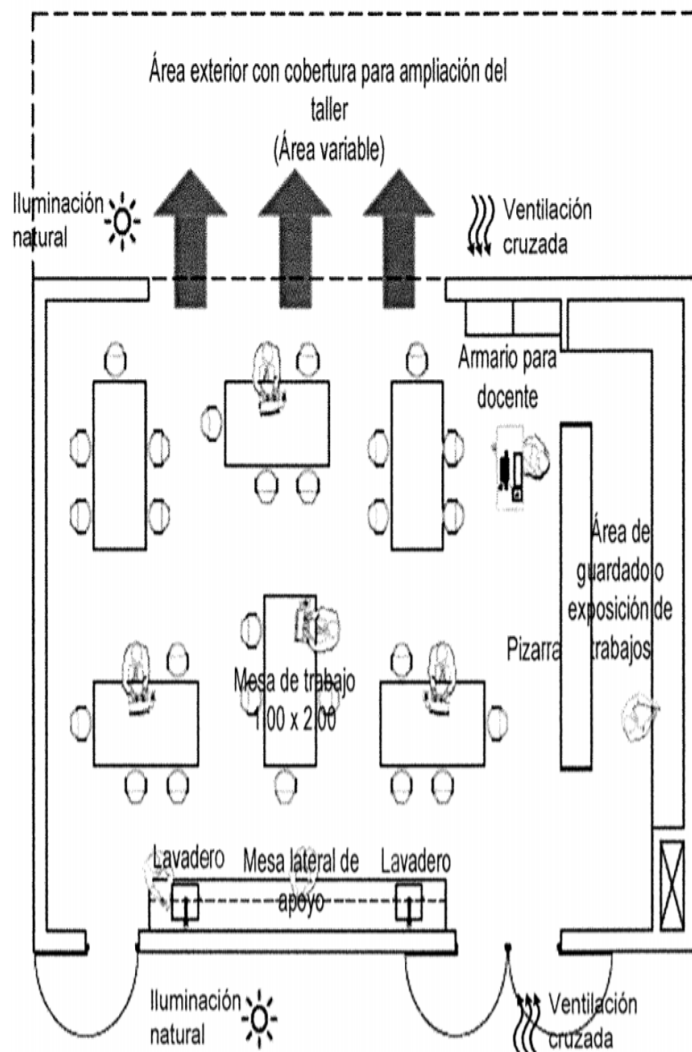 Área exterior con cobertura para ampliación del
taller
(Área variable)
Iluminación
natural
Ventilación
cruzada
Armario para
docente
Área de
guardado o
exposición de
trabajos
Pizarra
Mesa de trabajo
1.00 x 2.00
Lavadero
Mesa lateral de
apoyo
Lavadero
Iluminación
natural
Ventilación
cruzada